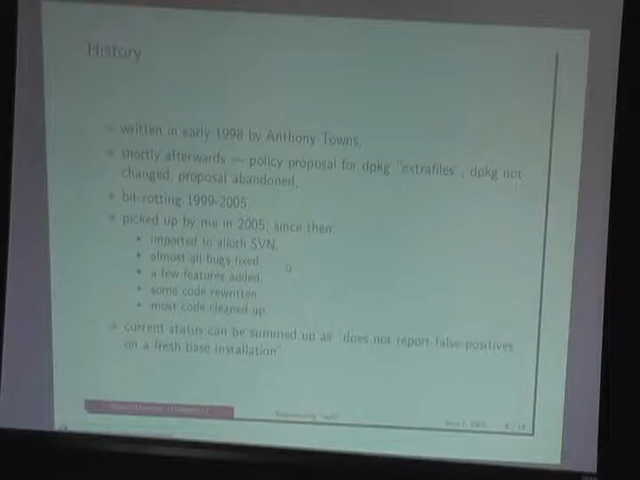 History
written in early 1998 by Anthony Towns,
shortly afterwards — policy proposal for dpkg "extrafiles", dpkg not
changed, proposal abandoned,
bit-rotting 1999-2005,
picked up by me in 2005; since then:
imported to alioth SVN,
almost all bugs fixed,
a few features added,
some code rewritten,
most code cleaned up
current status can be summed up as "does not report false-positives
on a fresh base installation"